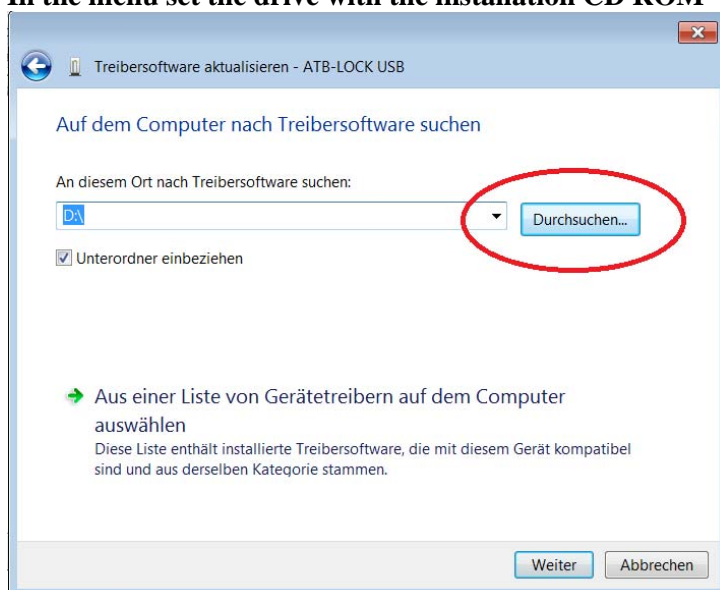 In the menu set the drive with the installation CD ROM
Treibersoftware aktualisieren - ATB-LOCK USB
Auf dem Computer nach Treibersoftware suchen
An diesem Ort nach Treibersoftware suchen:
D:\
Durchsuchen...
Unterordner einbeziehen
Aus einer Liste von Gerätetreibern auf dem Computer
auswählen
Diese Liste enthält installierte Treibersoftware, die mit diesem Gerät kompatibel
sind und aus derselben Kategorie stammen.
Weiter
Abbrechen